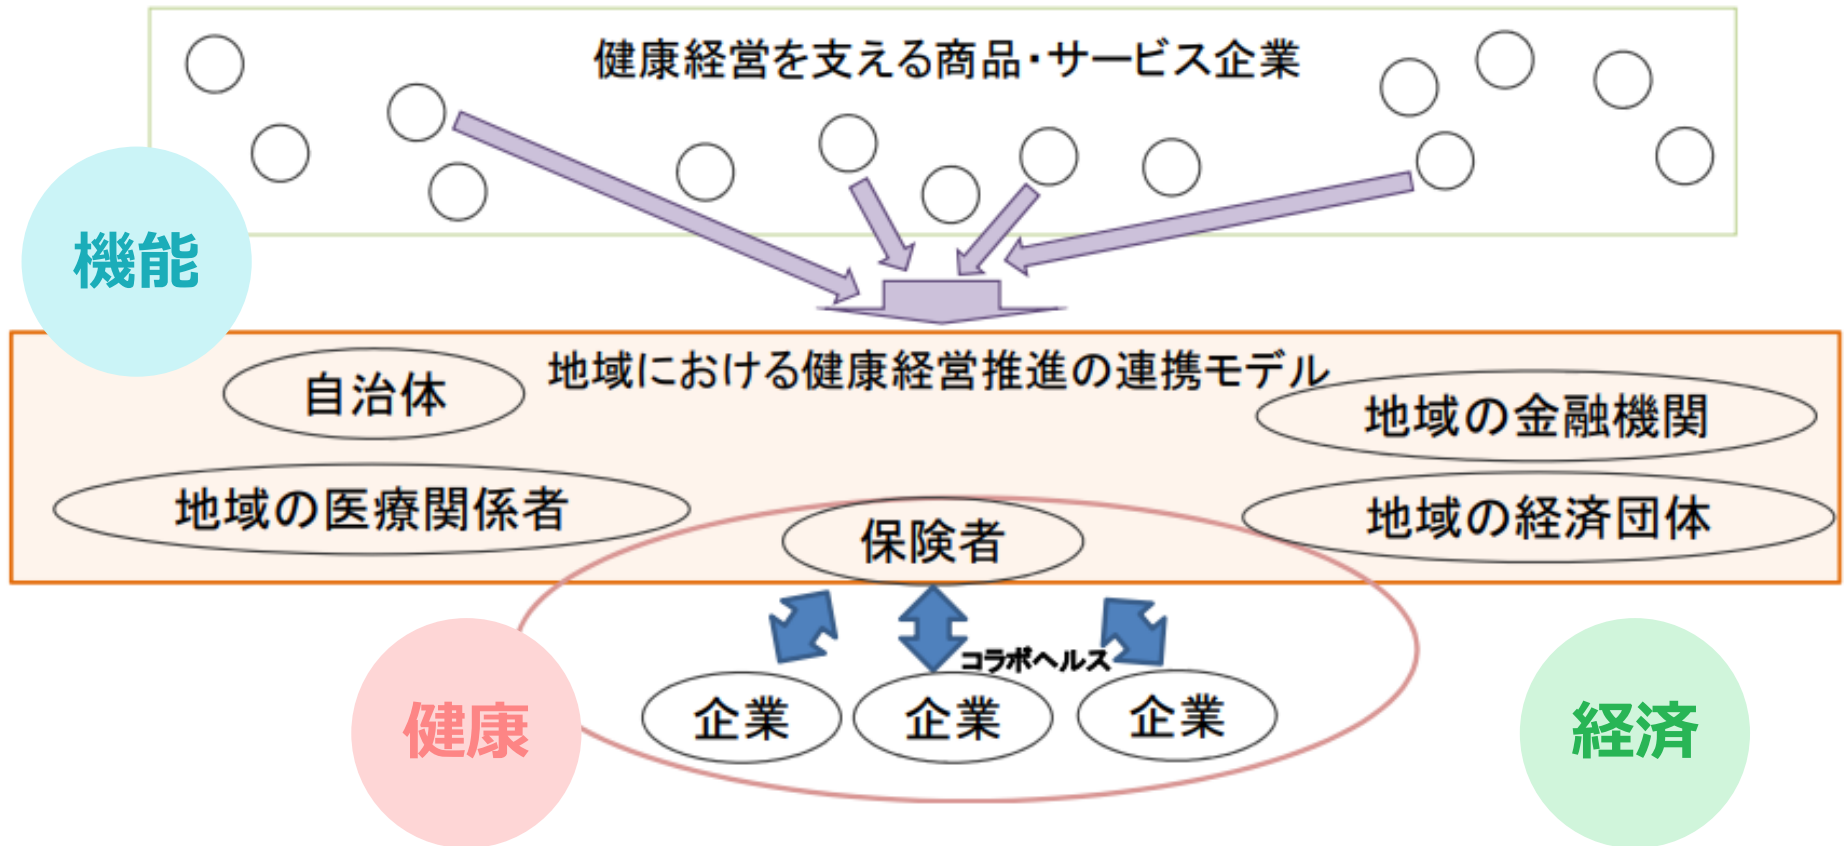 健康経営を支える商品・サービス企業
機能
地域における健康経営推進の連携モデル
自治体
地域の金融機関
地域の医療関係者
地域の経済団体
保険者
コラボヘルス
企業
企業
企業
健康
経済